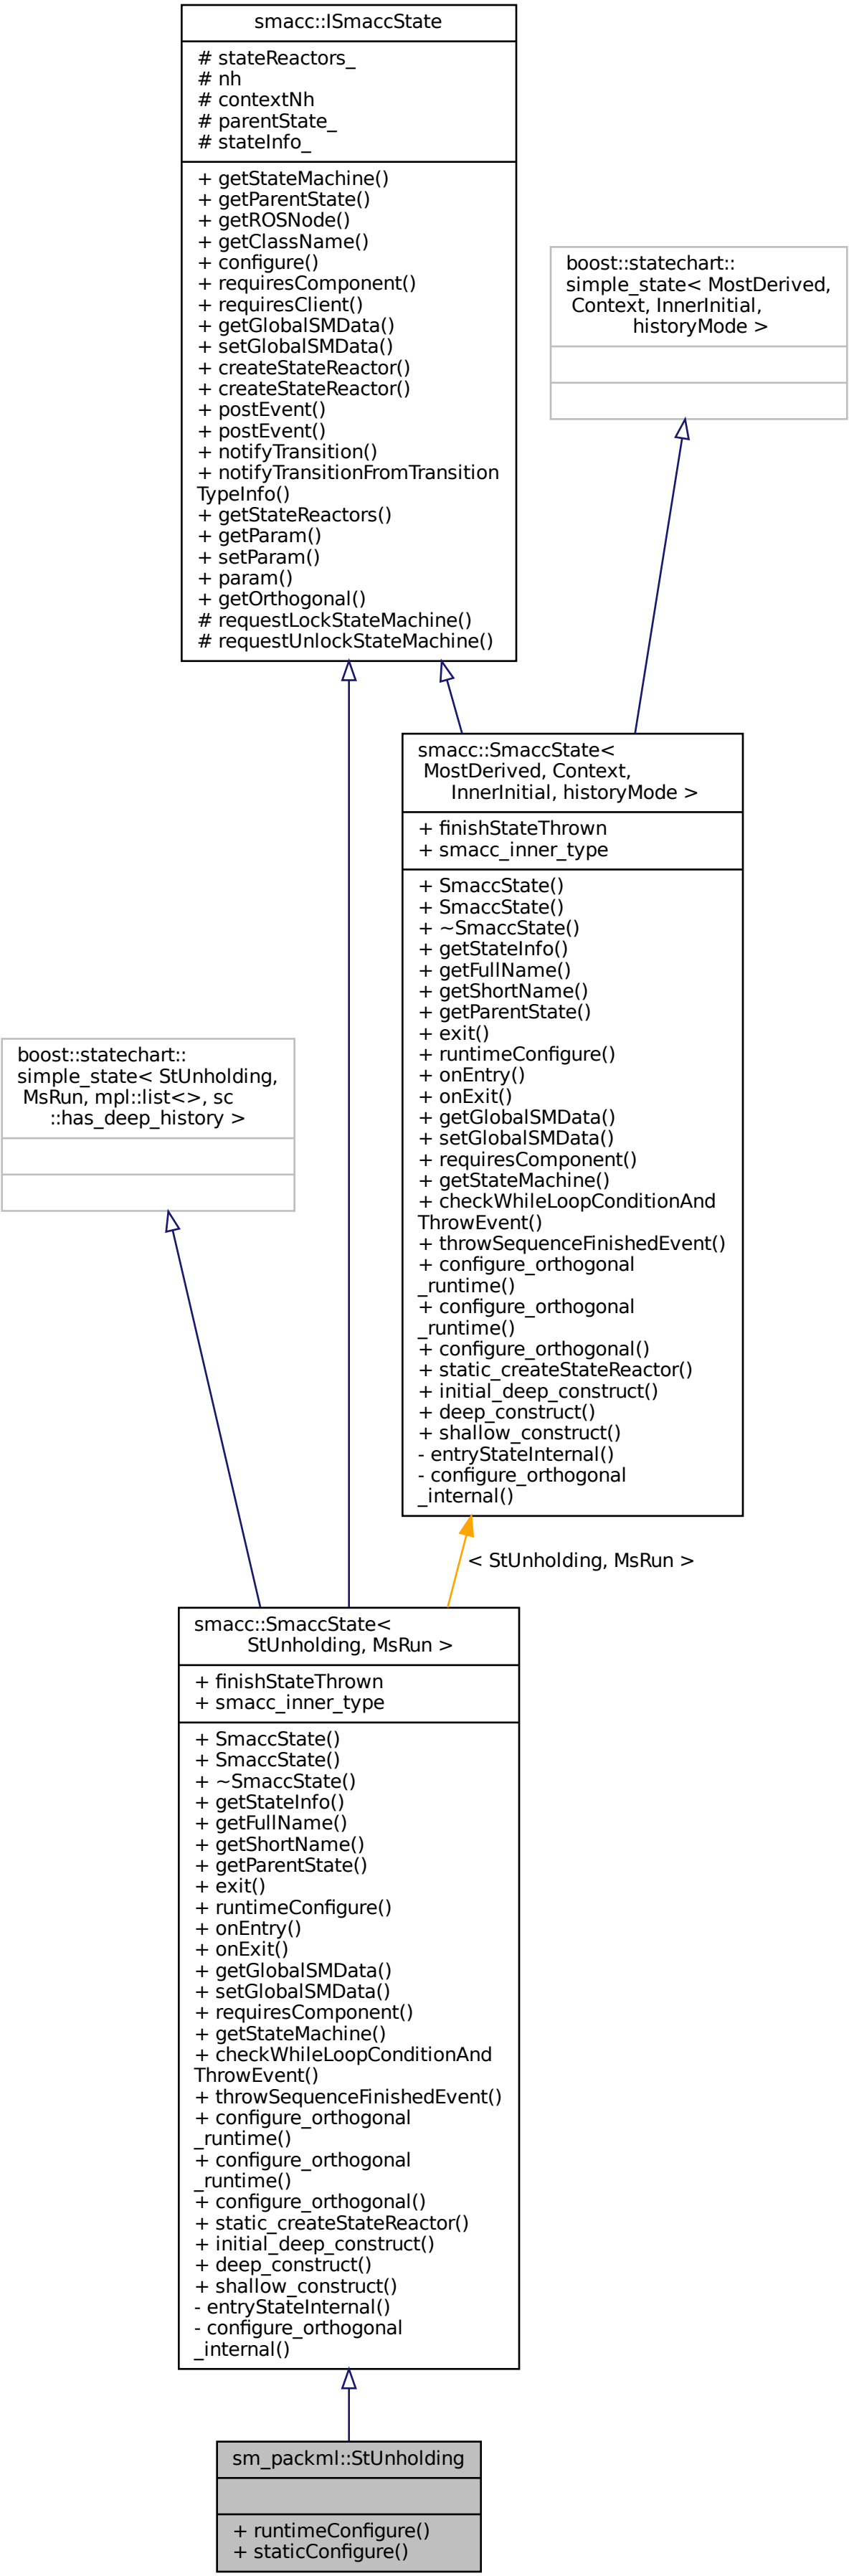 smacc::ISmaccState
# stateReactors_
# nh
# contextNh
# parentState_
# stateInfo_
+ getStateMachine()
+ getParentState()
+ getROSNode()
+ getClassName()
+ configure()
+ requiresComponent()
+ requiresClient()
+ getGlobalSMData()
+ setGlobalSMData()
+ createStateReactor()
+ createStateReactor()
+ postEvent()
+ postEvent()
+ notifyTransition()
+ notifyTransitionFromTransition
TypeInfo()
+ getStateReactors()
+ getParam()
+ setParam()
+ param()
+ getOrthogonal()
# requestLockStateMachine()
# requestUnlockStateMachine()
boost::statechart::
simple_state< MostDerived,
Context, InnerInitial,
historyMode >
smacc::SmaccState<
MostDerived, Context,
InnerInitial, historyMode >
+ finishStateThrown
+ smacc_inner_type
+ SmaccState()
+ SmaccState()
+ ~SmaccState()
+ getStateInfo()
+ getFullName()
+ getShortName()
+ getParentState()
+ exit()
+ runtimeConfigure()
+ onEntry()
+ onExit()
+ getGlobalSMData()
+ setGlobalSMData()
+ requiresComponent()
+ getStateMachine()
+ checkWhileLoopConditionAnd
ThrowEvent()
+ throwSequenceFinishedEvent()
+ configure_orthogonal
_runtime()
+ configure_orthogonal
_runtime()
+ configure_orthogonal()
+ static_createStateReactor()
+ initial_deep_construct()
+ deep_construct()
+ shallow_construct()
- entryStateInternal()
- configure_orthogonal
_internal()
boost::statechart::
simple_state< StUnholding,
MsRun, mpl::list<>, sc
::has_deep_history >
< StUnholding, MsRun >
smacc::SmaccState<
StUnholding, MsRun >
+ finishStateThrown
+ smacc_inner_type
+ SmaccState()
+ SmaccState()
+ ~SmaccState()
+ getStateInfo()
+ getFullName()
+ getShortName()
+ getParentState()
+ exit()
+ runtimeConfigure()
+ onEntry()
+ onExit()
+ getGlobalSMData()
+ setGlobalSMData()
+ requiresComponent()
+ getStateMachine()
+ checkWhileLoopConditionAnd
ThrowEvent()
+ throwSequenceFinishedEvent()
+ configure_orthogonal
_runtime()
+ configure_orthogonal
_runtime()
+ configure_orthogonal()
+ static_createStateReactor()
+ initial_deep_construct()
+ deep_construct()
+ shallow_construct()
- entryStateInternal()
- configure_orthogonal
_internal()
sm_packml::StUnholding
+ runtimeConfigure()
+ staticConfigure()